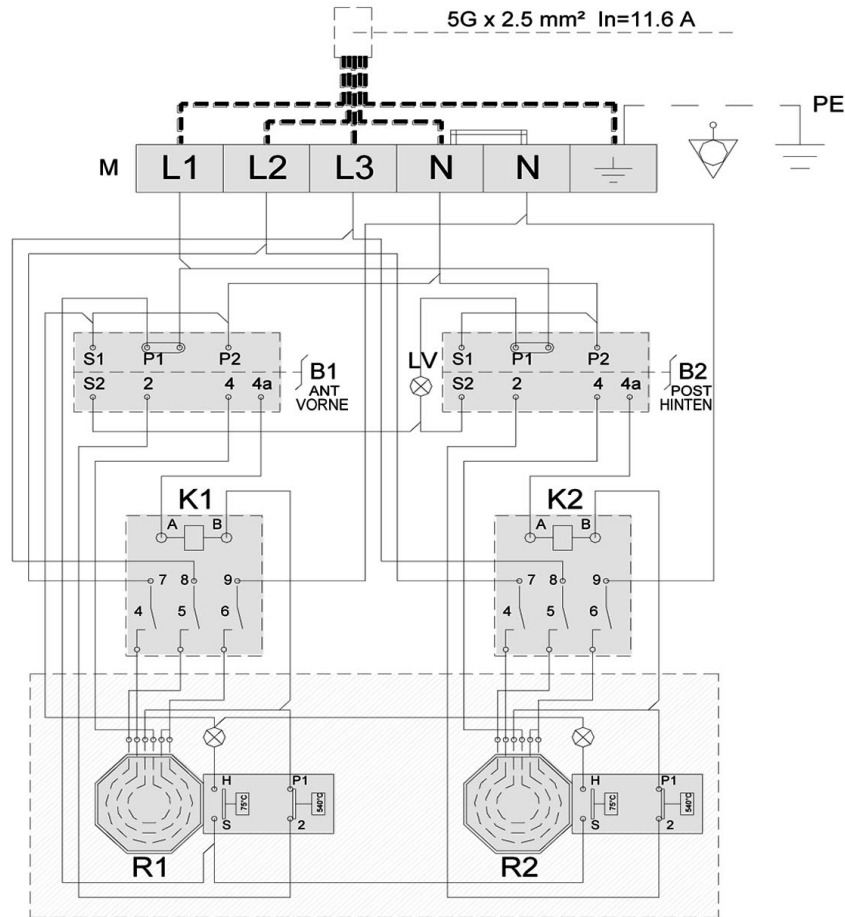 5G x 2.5 mm² In=11.6 A
PE
M L1 L2 L3 N N
S1 P1 P2
S2 2 4 4a
B1
ANT
VORNE
LV
S1 P1 P2
S2 2 4 4a
B2
POST
HINTEN
K1
A B
7 8 9
4 5 6
K2
A B
7 8 9
4 5 6
H P1
75°C 540°C
S 2
R1
H P1
75°C 540°C
S 2
R2